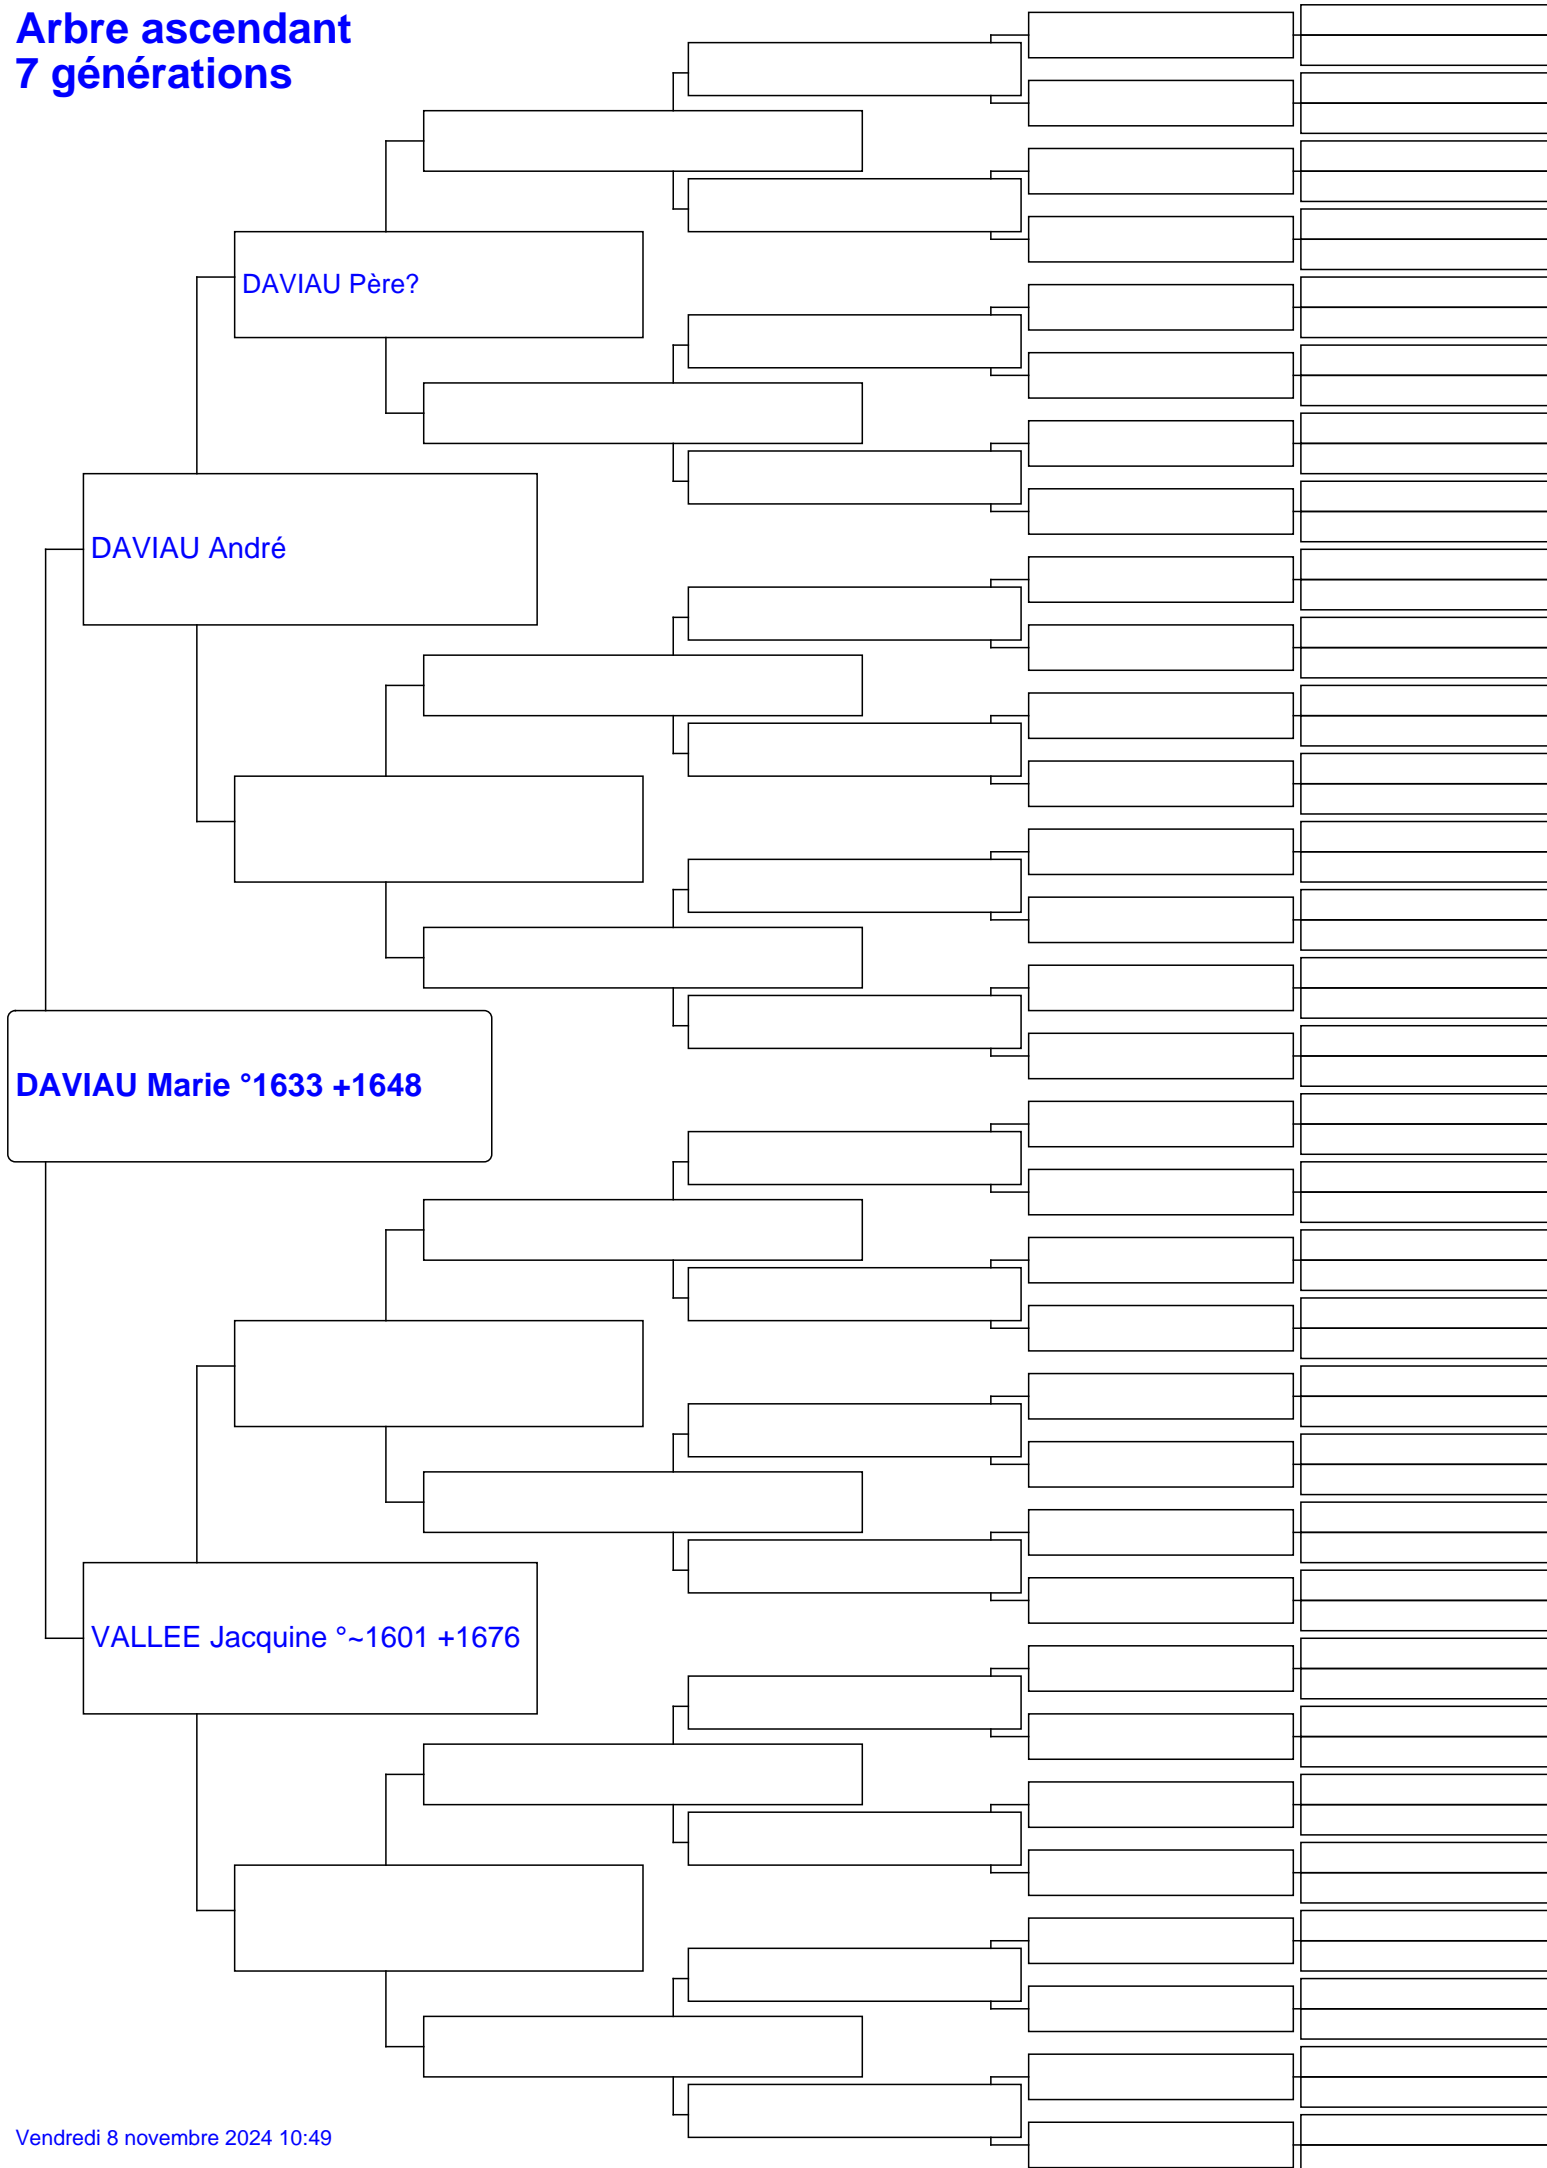 Arbre ascendant
7 générations
DAVIAU Père?
DAVIAU André
DAVIAU Marie °1633 +1648
VALLEE Jacquine °~1601 +1676
Vendredi 8 novembre 2024 10:49